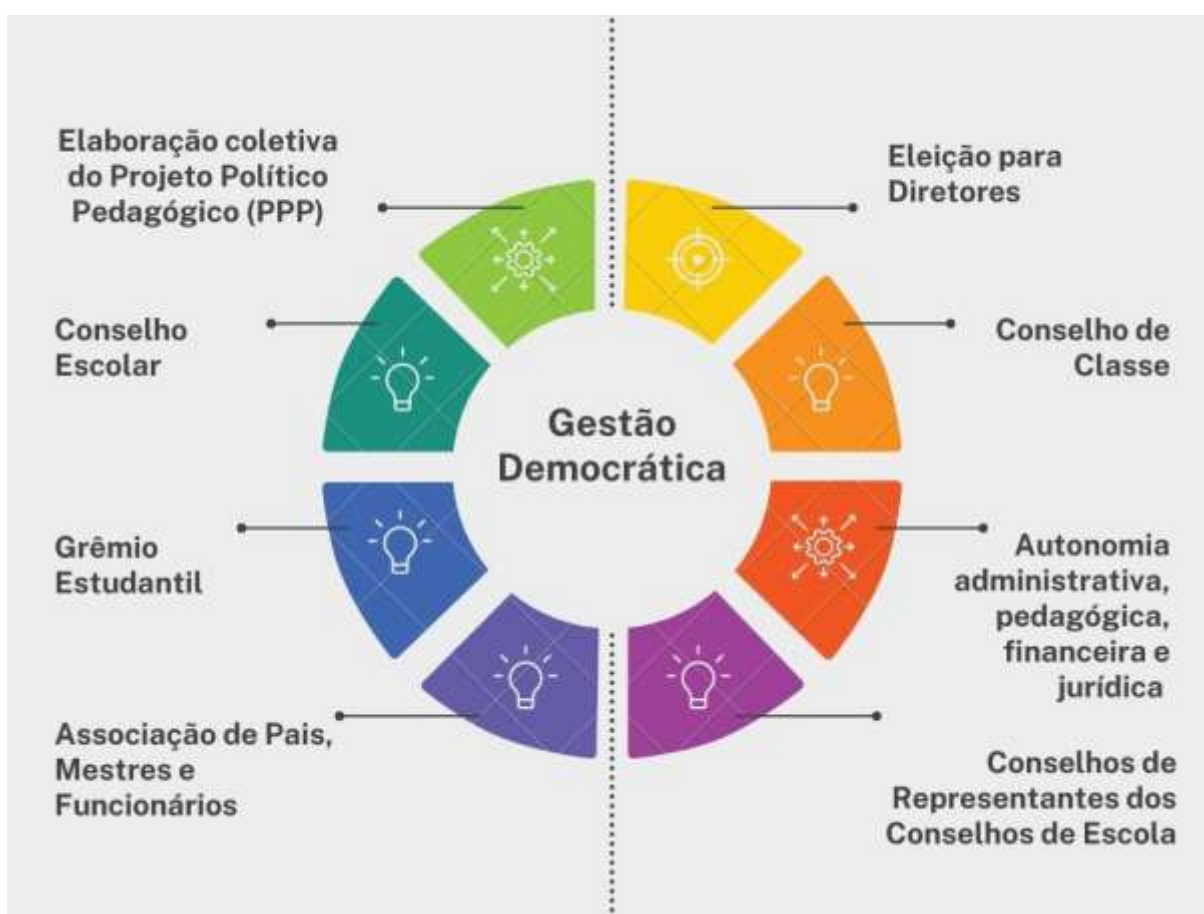 Elaboração coletiva
do Projeto Político
Pedagógico (PPP)
Eleição para
Diretores
Conselho
Escolar
Conselho de
Classe
Gestão
Democrática
Grêmio
Estudantil
Autonomia
administrativa,
pedagógica,
financeira e
jurídica
Associação de Pais,
Mestres e
Funcionários
Conselhos de
Representantes dos
Conselhos de Escola